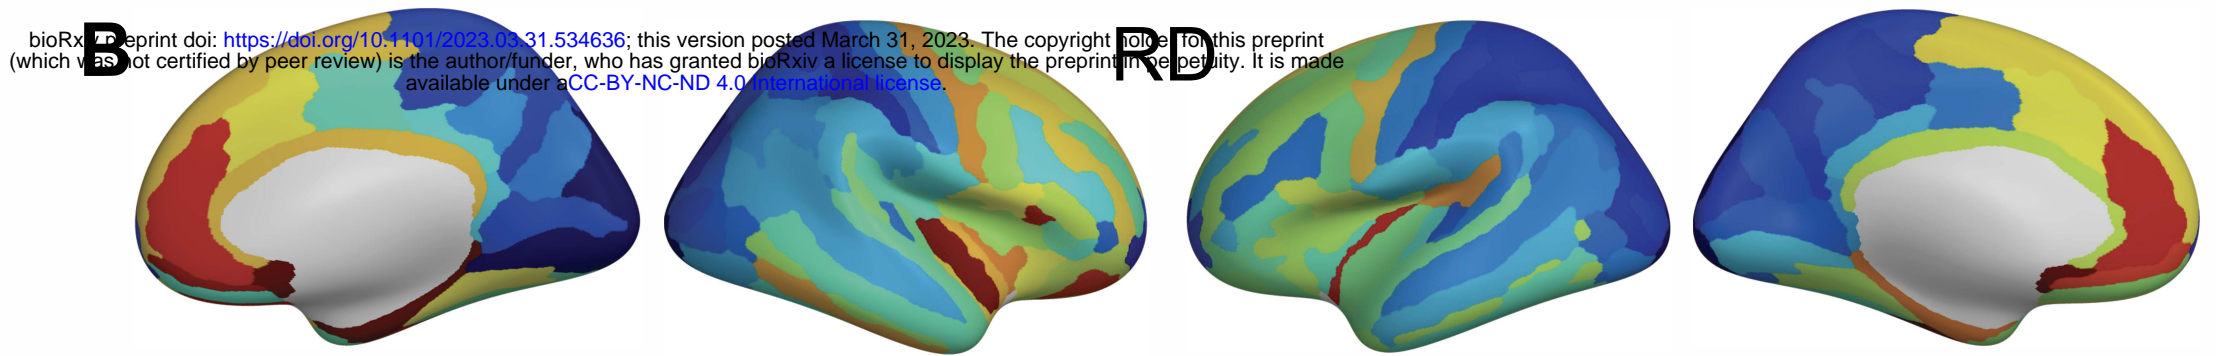 B
RD
bioRxiv preprint doi: https://doi.org/10.1101/2023.03.31.534636; this version posted March 31, 2023. The copyright holder for this preprint
(which was not certified by peer review) is the author/funder, who has granted bioRxiv a license to display the preprint in perpetuity. It is made
available under aCC-BY-NC-ND 4.0 International license.